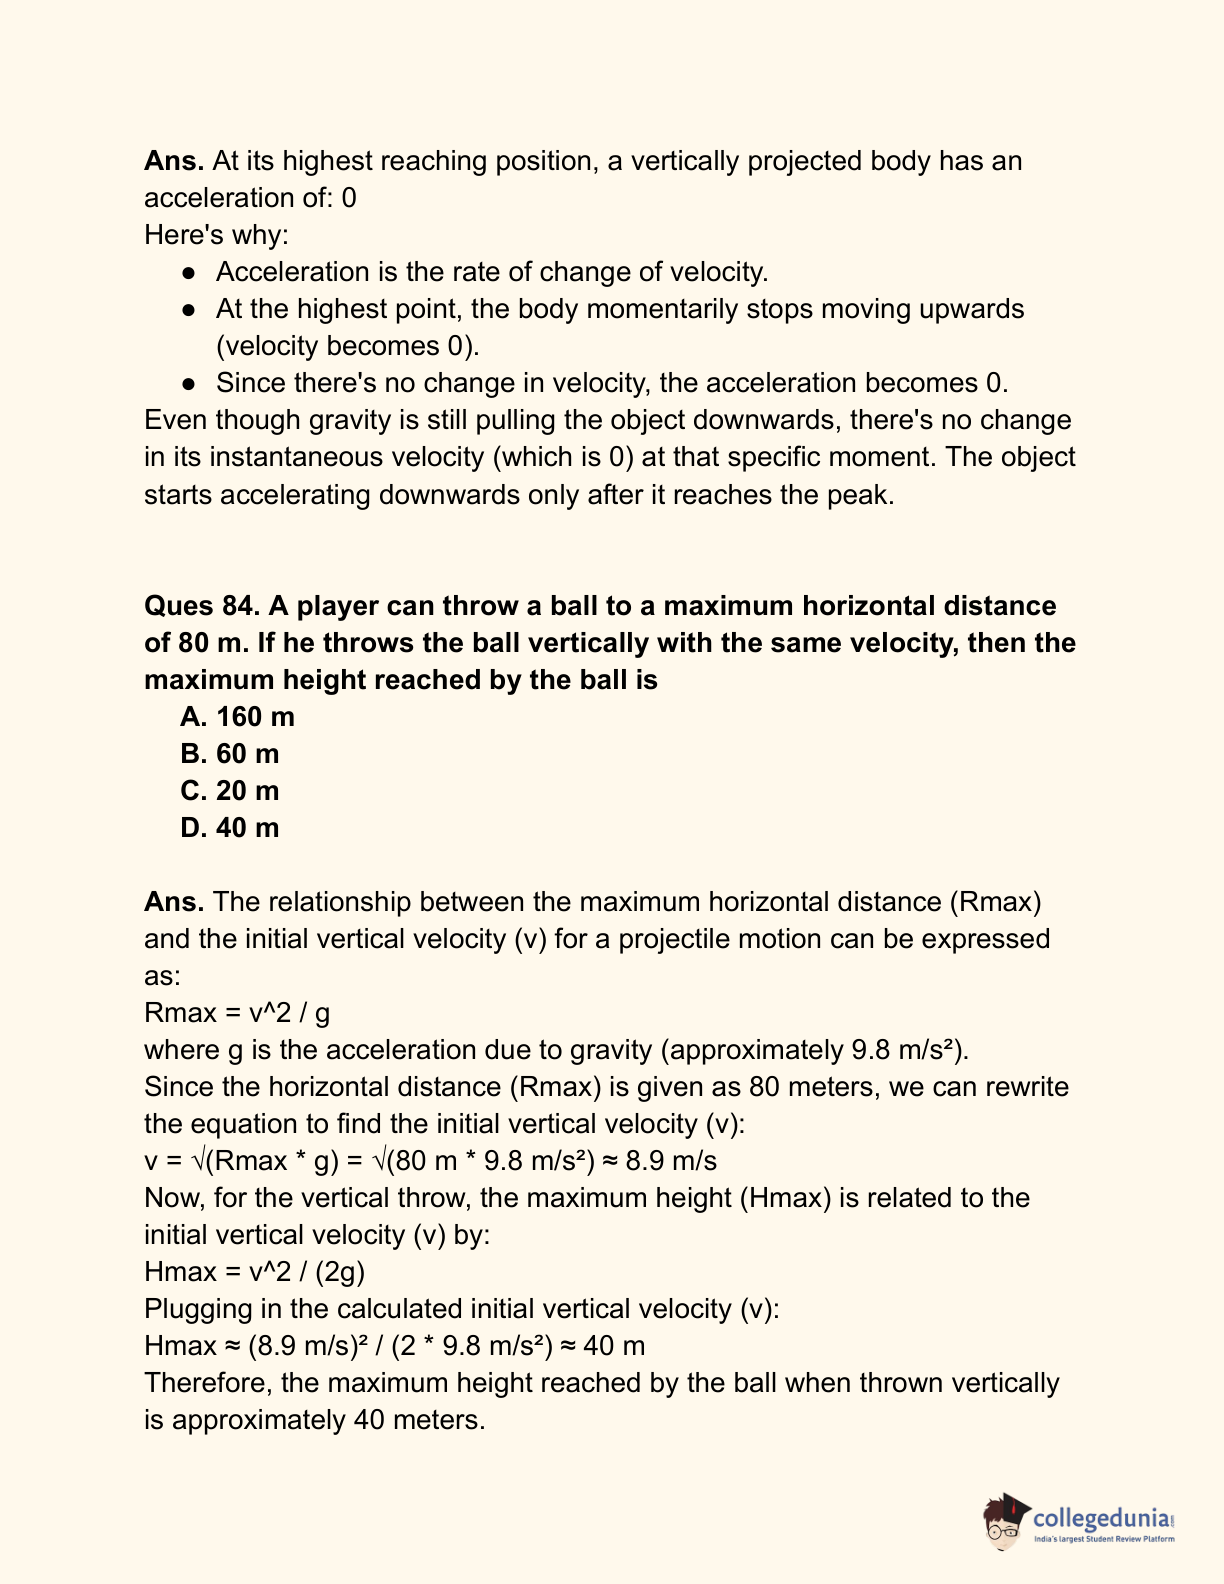 Ans. At its highest reaching position, a vertically projected body has an
acceleration of: 0
Here's why:
● Acceleration is the rate of change of velocity.
● At the highest point, the body momentarily stops moving upwards
(velocity becomes 0).
● Since there's no change in velocity, the acceleration becomes 0.
Even though gravity is still pulling the object downwards, there's no change
in its instantaneous velocity (which is 0) at that specific moment. The object
starts accelerating downwards only after it reaches the peak.
Ques 84. A player can throw a ball to a maximum horizontal distance
of 80 m. If he throws the ball vertically with the same velocity, then the
maximum height reached by the ball is
A. 160 m
B. 60 m
C. 20 m
D. 40 m
Ans. The relationship between the maximum horizontal distance (Rmax)
and the initial vertical velocity (v) for a projectile motion can be expressed
as:
Rmax = v^2 / g
where g is the acceleration due to gravity (approximately 9.8 m/s²).
Since the horizontal distance (Rmax) is given as 80 meters, we can rewrite
the equation to find the initial vertical velocity (v):
v = √(Rmax * g) = √(80 m * 9.8 m/s²) ≈ 8.9 m/s
Now, for the vertical throw, the maximum height (Hmax) is related to the
initial vertical velocity (v) by:
Hmax = v^2 / (2g)
Plugging in the calculated initial vertical velocity (v):
Hmax ≈ (8.9 m/s)² / (2 * 9.8 m/s²) ≈ 40 m
Therefore, the maximum height reached by the ball when thrown vertically
is approximately 40 meters.
collegedunia.com
India's largest Student Review Platform